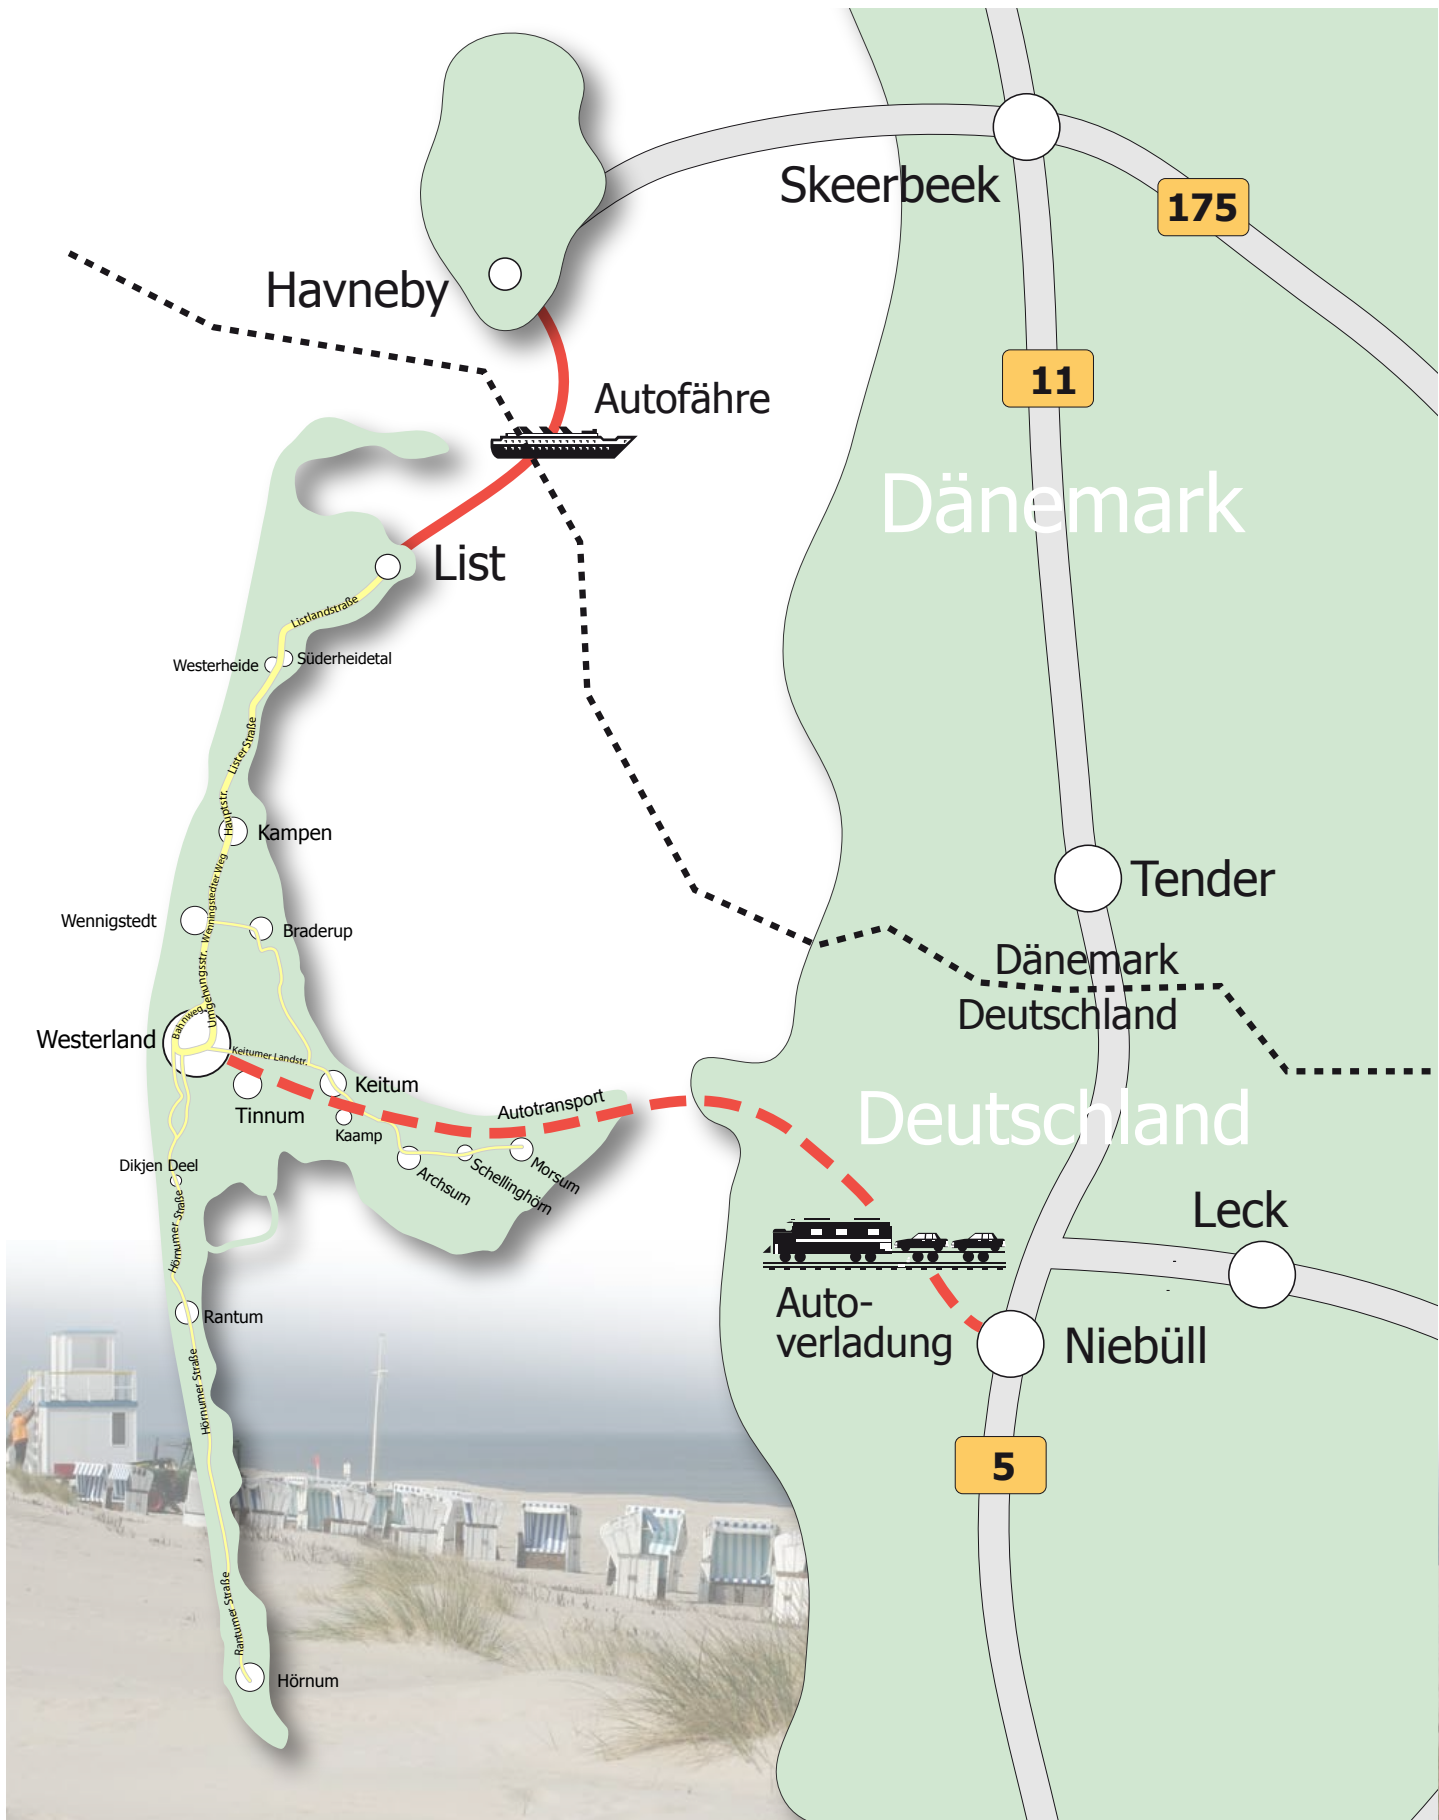 Skeerbeek
175
Havneby
11
Autofähre
Dänemark
List
Listlandstraße
Westerheide
Süderheidetal
Lister Straße
Hauptstr.
Kampen
Wenningstedter Weg
Tender
Wennigstedt
Braderup
Dänemark
Deutschland
Umgehungsstr.
Bahnweg
Westerland
Keitumer Landstr.
Keitum
Tinnum
Autotransport
Deutschland
Kaamp
Dikjen Deel
Archsum
Schellinghörn
Morsum
Leck
Hörnumer Straße
Auto-
verladung
Niebüll
Rantum
Hörnumer Straße
5
Rantumer Straße
Hörnum